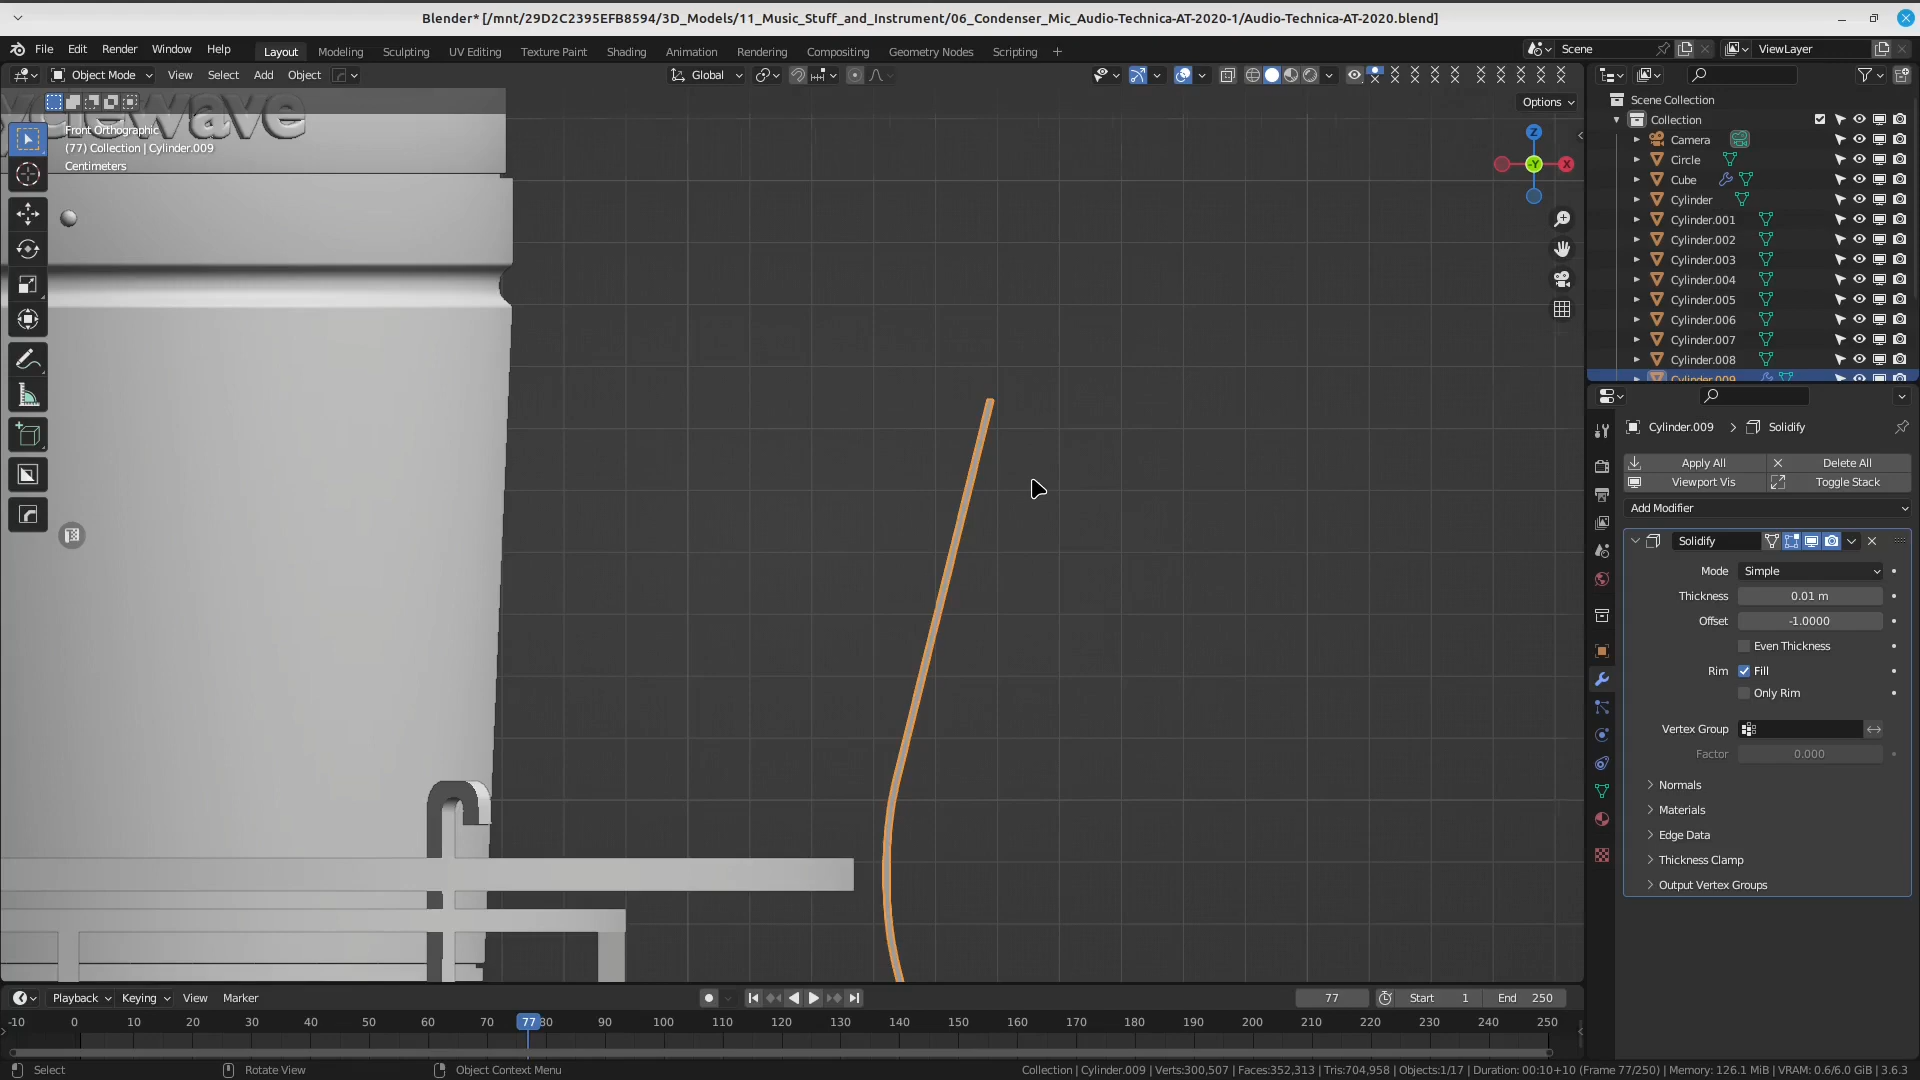 Blender* [/mnt/29D2C2395EFB8594/3D_Models/11_Music_Stuff_and_Instrument/06_Condenser_Mic_Audio-Technica-AT-2020-1/Audio-Technica-AT-2020.blend]
File Edit Render Window Help Layout Modeling Sculpting UV Editing Texture Paint Shading Animation Rendering Compositing Geometry Nodes Scripting + Scene ViewLayer
Object Mode View Select Add Object Global
Options
wave
Front Orthographic
(77) Collection | Cylinder.009
Centimeters
Z
-Y X
Scene Collection
Collection
Camera
Circle
Cube
Cylinder
Cylinder.001
Cylinder.002
Cylinder.003
Cylinder.004
Cylinder.005
Cylinder.006
Cylinder.007
Cylinder.008
Cylinder.009
Cylinder.009 > Solidify
Apply All Delete All
Viewport Vis Toggle Stack
Add Modifier
Solidify
Mode Simple
Thickness 0.01 m
Offset -1.0000
Even Thickness
Rim Fill
Only Rim
Vertex Group
Factor 0.000
Normals
Materials
Edge Data
Thickness Clamp
Output Vertex Groups
Playback Keying View Marker 77 Start 1 End 250
-10 0 10 20 30 40 50 60 70 77 80 90 100 110 120 130 140 150 160 170 180 190 200 210 220 230 240 250
Select Rotate View Object Context Menu Collection | Cylinder.009 | Verts:300,507 | Faces:352,313 | Tris:704,958 | Objects:1/17 | Duration: 00:10+10 (Frame 77/250) | Memory: 126.1 MiB | VRAM: 0.6/6.0 GiB | 3.6.3